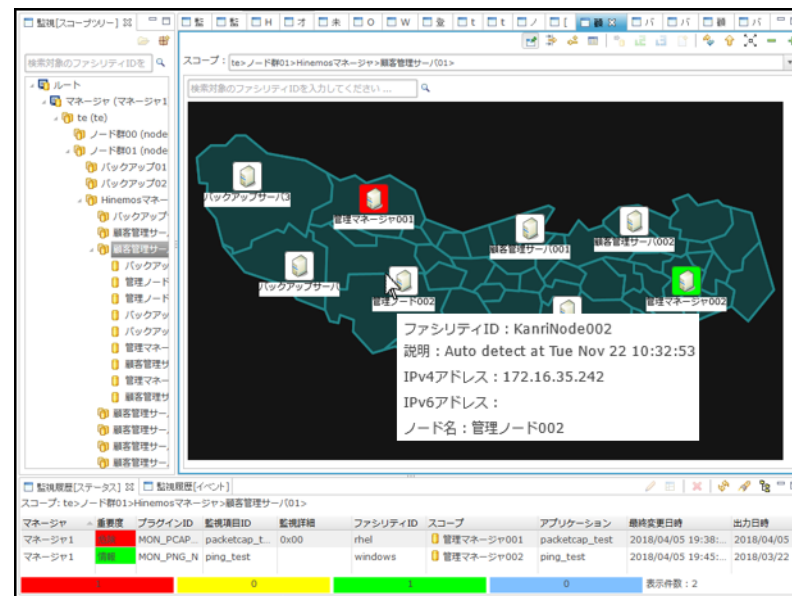 監視[スコープツリー]
監
監
H
オ
未
O
W
登
t
t
ノ
[
顧
バ
バ
顧
バ
検索対象のファシリティIDを
スコープ： te>ノード群01>Hinemosマネージャ>顧客管理サーバ(01>
検索対象のファシリティIDを入力してください ...
ルート
マネージャ (マネージャ1
te (te)
ノード群00 (node
ノード群01 (node
バックアップ01
バックアップ02
Hinemosマネー
バックアップ
顧客管理サー
顧客管理サー
バックアッ
管理ノード
管理ノード
バックアッ
バックアッ
管理マネー
顧客管理サ
管理マネー
顧客管理サ
顧客管理サー
顧客管理サー
顧客管理サー
顧客管理サー
バックアップサーバ3
管理マネージャ001
顧客管理サーバ001
顧客管理サーバ002
バックアップサーバ
管理ノード002
管理マネージャ002
ファシリティID：KanriNode002
説明：Auto detect at Tue Nov 22 10:32:53
IPv4アドレス：172.16.35.242
IPv6アドレス：
ノード名：管理ノード002
監視履歴[ステータス] 監視履歴[イベント]
スコープ: te>ノード群01>Hinemosマネージャ>顧客管理サーバ(01>
マネージャ 重要度 プラグインID 監視項目ID 監視詳細 ファシリティID スコープ アプリケーション 最終変更日時 出力日時
マネージャ1 MON_PCAP... packetcap_t... 0x00 rhel 管理マネージャ001 packetcap_test 2018/04/05 19:38:... 2018/04/05
マネージャ1 情報 MON_PNG_N ping_test windows 管理マネージャ002 ping_test 2018/04/05 19:45:... 2018/03/22
1 0 1 0 表示件数：2